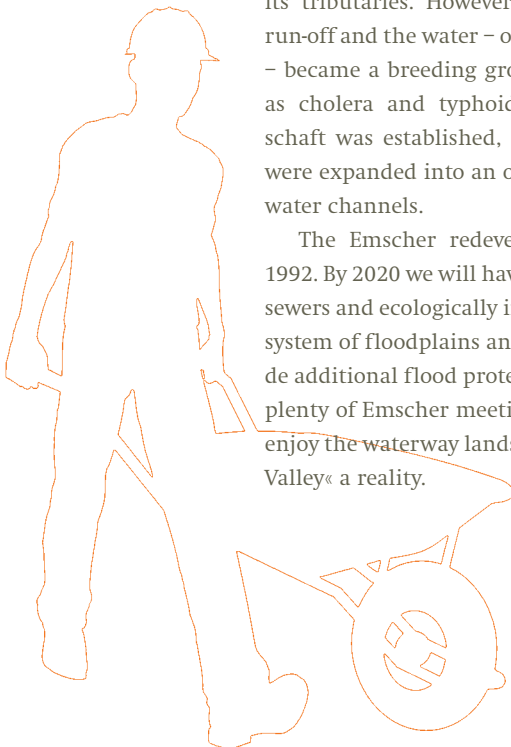 its tributaries. However
run-off and the water – o
– became a breeding gro
as cholera and typhoid
schaft was established,
were expanded into an o
water channels.
The Emscher redeve
1992. By 2020 we will hav
sewers and ecologically i
system of floodplains an
de additional flood prote
plenty of Emscher meeti
enjoy the waterway lands
Valley« a reality.